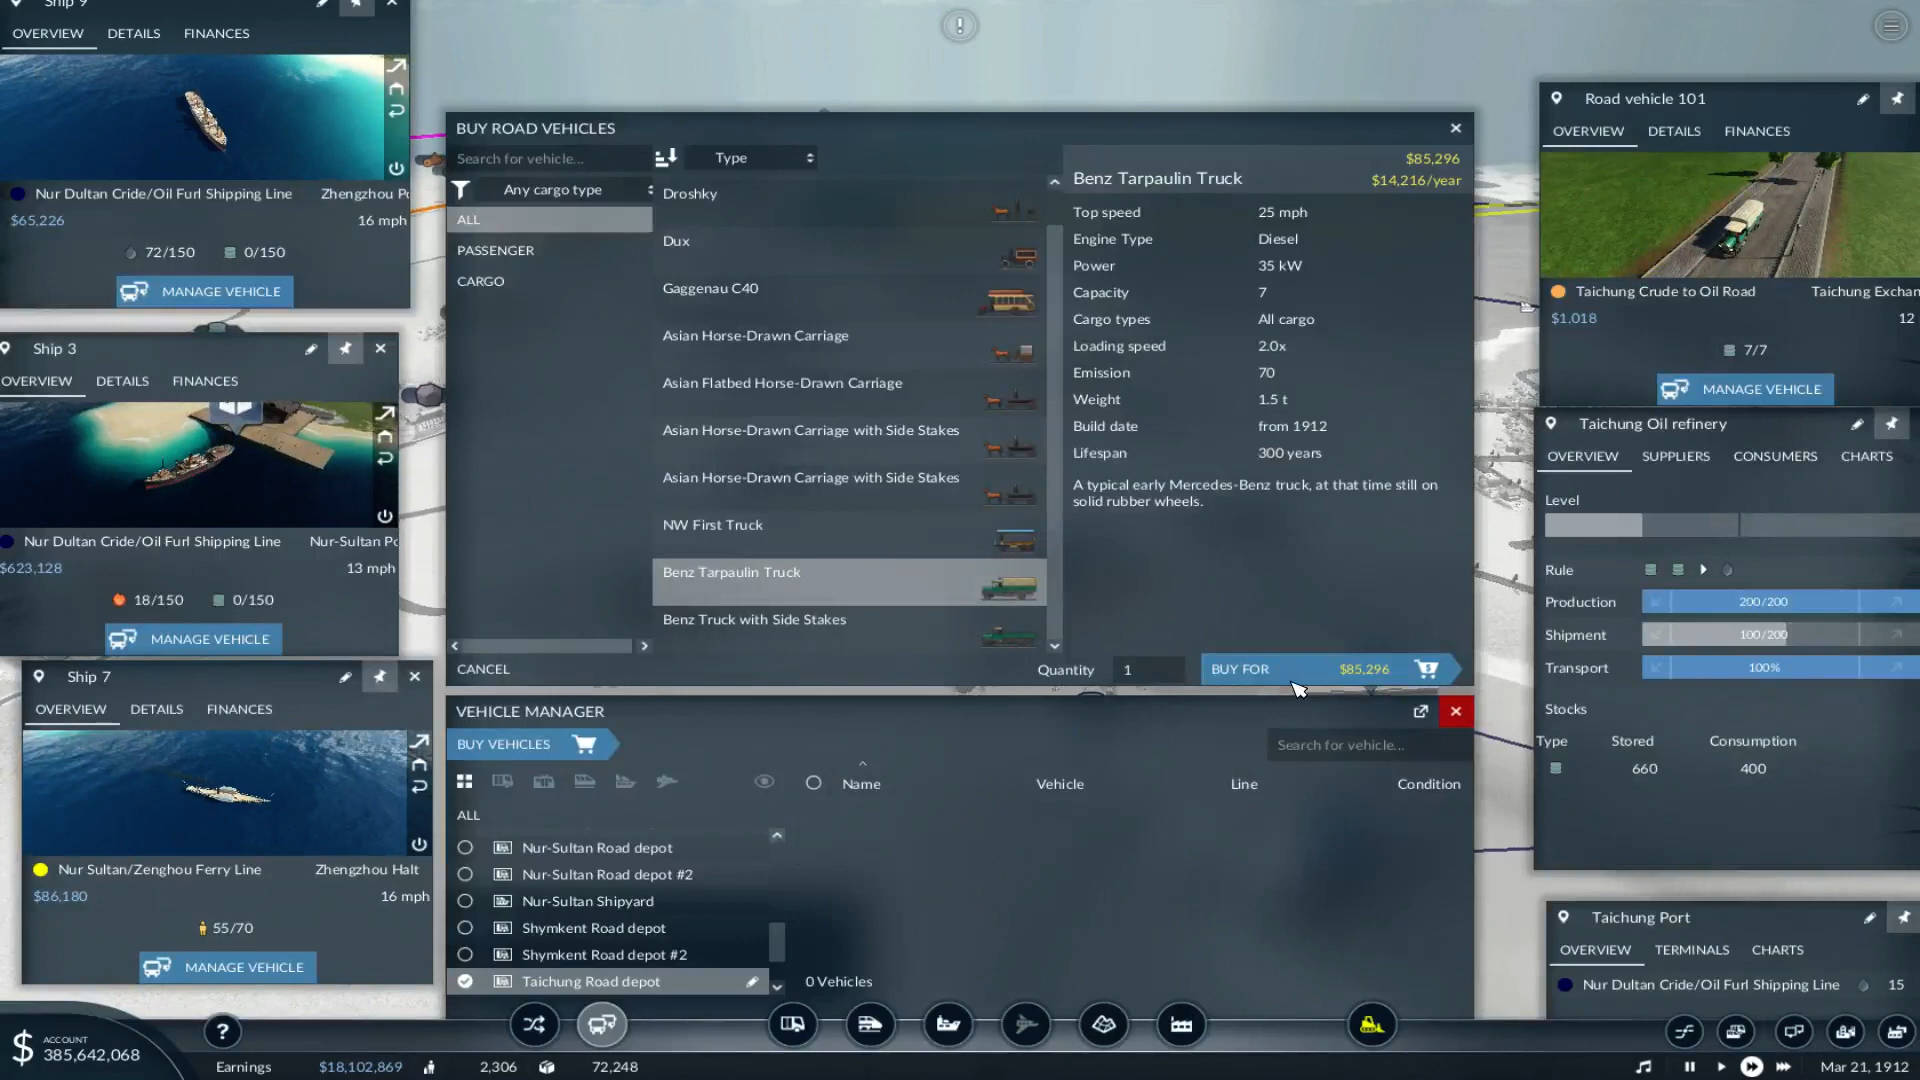 Ship 9
OVERVIEW DETAILS FINANCES
Nur Dultan Cride/Oil Furl Shipping Line Zhengzhou
$65,226 16 mph
72/150 0/150
MANAGE VEHICLE
Ship 3
OVERVIEW DETAILS FINANCES
Nur Dultan Cride/Oil Furl Shipping Line Nur-Sultan
$623,128 13 mph
18/150 0/150
MANAGE VEHICLE
Ship 7
OVERVIEW DETAILS FINANCES
Nur Sultan/Zenghou Ferry Line Zhengzhou Halt
$86,180 16 mph
55/70
MANAGE VEHICLE
BUY ROAD VEHICLES
Search for vehicle... Type
Any cargo type
ALL
PASSENGER
CARGO
Droshky
Dux
Gaggenau C40
Asian Horse-Drawn Carriage
Asian Flatbed Horse-Drawn Carriage
Asian Horse-Drawn Carriage with Side Stakes
Asian Horse-Drawn Carriage with Side Stakes
NW First Truck
Benz Tarpaulin Truck
Benz Truck with Side Stakes
$85,296
Benz Tarpaulin Truck $14,216/year
Top speed 25 mph
Engine Type Diesel
Power 35 kW
Capacity 7
Cargo types All cargo
Loading speed 2.0x
Emission 70
Weight 1.5 t
Build date from 1912
Lifespan 300 years
A typical early Mercedes-Benz truck, at that time still on
solid rubber wheels.
CANCEL Quantity 1 BUY FOR $85,296
VEHICLE MANAGER
BUY VEHICLES Search for vehicle...
Name Vehicle Line Condition
ALL
Nur-Sultan Road depot
Nur-Sultan Road depot #2
Nur-Sultan Shipyard
Shymkent Road depot
Shymkent Road depot #2
Taichung Road depot 0 Vehicles
Road vehicle 101
OVERVIEW DETAILS FINANCES
Taichung Crude to Oil Road Taichung Exchan
$1,018 12
7/7
MANAGE VEHICLE
Taichung Oil refinery
OVERVIEW SUPPLIERS CONSUMERS CHARTS
Level
Rule
Production 200/200
Shipment 100/200
Transport 100%
Stocks
Type Stored Consumption
660 400
Taichung Port
OVERVIEW TERMINALS CHARTS
Nur Dultan Cride/Oil Furl Shipping Line 15
$ ACCOUNT
385,642,068
?
Earnings $18,102,869 2,306 72,248
Mar 21, 1912